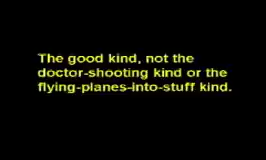 The good kind, not the
doctor-shooting kind or the
flying-planes-into-stuff kind.